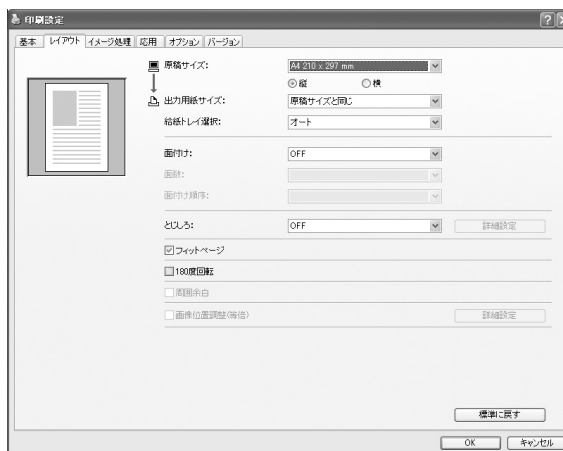 印刷設定
基本 レイアウト イメージ処理 応用 オプション バージョン
原稿サイズ: A4 210 x 297 mm
縦 横
出力用紙サイズ: 原稿サイズと同じ
給紙トレイ選択: オート
面付け: OFF
面数:
面付け順序:
とじしろ: OFF 詳細設定
フィットページ
180度回転
周囲余白
画像位置調整(等倍) 詳細設定
標準に戻す
OK キャンセル